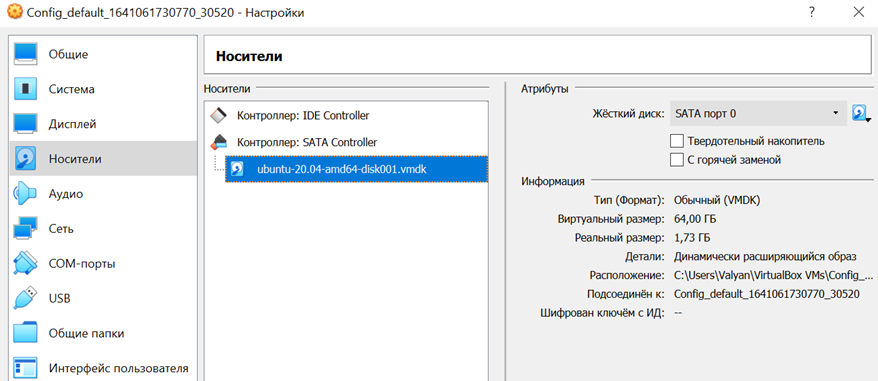 Config_default_1641061730770_30520 - Настройки
?
Общие
Система
Дисплей
Носители
Аудио
Сеть
COM-порты
USB
Общие папки
Интерфейс пользователя
Носители
Носители
Контроллер: IDE Controller
Контроллер: SATA Controller
ubuntu-20.04-amd64-disk001.vmdk
Атрибуты
Жёсткий диск: SATA порт 0
Твердотельный накопитель
С горячей заменой
Информация
Тип (Формат): Обычный (VMDK)
Виртуальный размер: 64,00 ГБ
Реальный размер: 1,73 ГБ
Детали: Динамически расширяющийся образ
Расположение: C:\Users\Valyan\VirtualBox VMs\Config_...
Подсоединён к: Config_default_1641061730770_30520
Шифрован ключём с ИД: --